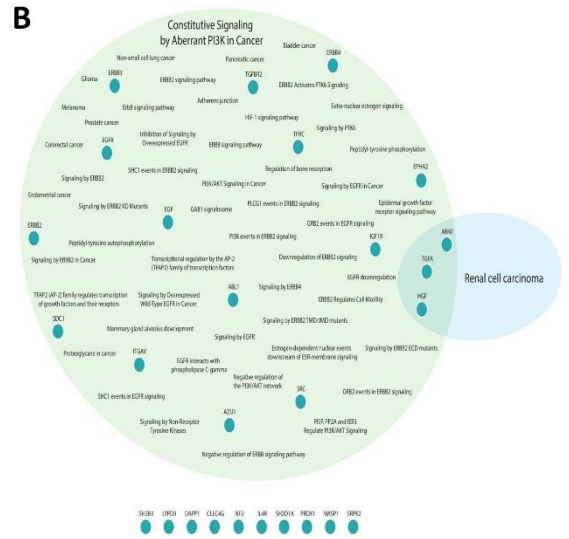 B
Constitutive Signaling
by Aberrant PI3K in Cancer
Bladder cancer
Non-small cell lung cancer
Pancreatic cancer
ERBB4
Glioma
ERBB3
ERBB2 signaling pathway
TGFBR2
ERBB2 Activates PTK6 Signaling
Melanoma
ErbB signaling pathway
Adherens junction
Extra-nuclear estrogen signaling
HIF-1 signaling pathway
Prostate cancer
Signaling by PTK6
Colorectal cancer
EGFR
Inhibition of Signaling by
Overexpressed EGFR
ERBB signaling pathway
TFRC
Peptidyl-tyrosine phosphorylation
SHC1 events in ERBB2 signaling
Regulation of bone resorption
EPHA2
Signaling by ERBB2
PI3K/AKT Signaling in Cancer
Signaling by EGFR in Cancer
Endometrial cancer
Signaling by ERBB2 KD Mutants
EGF
GAB1 signalosome
PLCG1 events in ERBB2 signaling
Epidermal growth factor
receptor signaling pathway
ERBB2
GRB2 events in EGFR signaling
Peptidyl-tyrosine autophosphorylation
PI3K events in ERBB2 signaling
IGF1R
ARNT
Signaling by ERBB2 in Cancer
Transcriptional regulation by the AP-2
(TFAP2) family of transcription factors
Downregulation of ERBB2 signaling
TGFA
Renal cell carcinoma
EGFR downregulation
TFAP2 (AP-2) family regulates transcription
of growth factors and their receptors
Signaling by Overexpressed
Wild-Type EGFR in Cancer
ABL1
Signaling by ERBB4
ERBB2 Regulates Cell Motility
HGF
SDC1
Mammary gland alveolus development
Signaling by ERBB2 TMD/JMD mutants
Signaling by EGFR
Proteoglycans in cancer
ITGAV
EGFR interacts with
phospholipase C-gamma
Estrogen-dependent nuclear events
downstream of ESR-membrane signaling
Signaling by ERBB2 ECD mutants
Negative regulation of
the PI3K/AKT network
SHC1 events in EGFR signaling
SRC
GRB2 events in ERBB2 signaling
Signaling by Non-Receptor
Tyrosine Kinases
AZU1
PI5P, PP2A and IER3
Regulate PI3K/AKT Signaling
Negative regulation of ERBB signaling pathway
SH2B3 LYPD3 DAPP1 CLEC4G NF2 IL4R SH2D1A PRDX1 WASF1 SRPK2